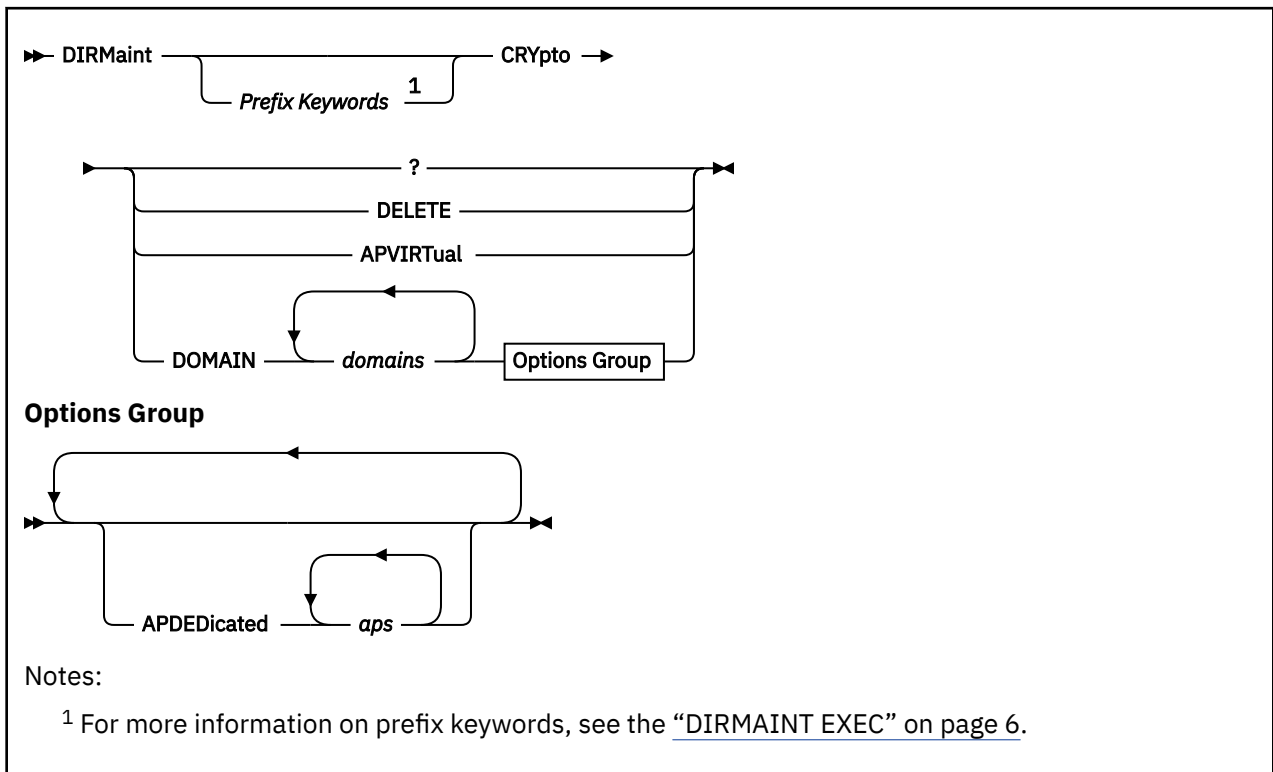 DIRMaint CRYpto
Prefix Keywords 1
?
DELETE
APVIRTual
DOMAIN domains Options Group
Options Group
APDEDicated aps
Notes:
1 For more information on prefix keywords, see the “DIRMAINT EXEC” on page 6.